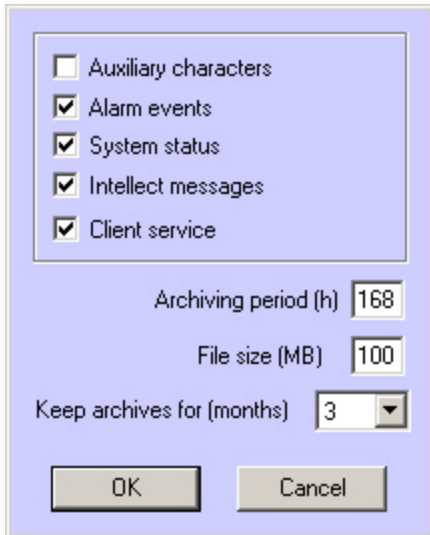 Auxiliary characters
Alarm events
System status
Intellect messages
Client service
Archiving period (h) 168
File size (MB) 100
Keep archives for (months) 3
OK Cancel